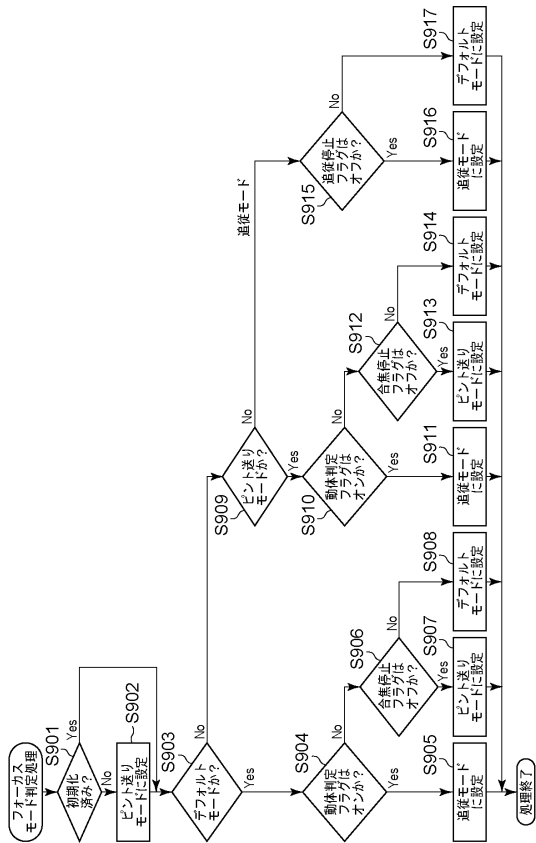 フォーカス
モード判定処理
S901
初期化
済み？
Yes
No
S902
ピント送り
モードに設定
S903
デフォルト
モードか？
No
Yes
S904
動体判定
フラグは
オンか？
No
Yes
S905
追従モード
に設定
S906
合焦停止
フラグは
オフか？
No
Yes
S907
ピント送り
モードに設定
S908
デフォルト
モードに設定
S909
ピント送り
モードか？
No
Yes
追従モード
S910
動体判定
フラグは
オンか？
No
Yes
S911
追従モード
に設定
S912
合焦停止
フラグは
オフか？
No
Yes
S913
ピント送り
モードに設定
S914
デフォルト
モードに設定
S915
追従停止
フラグは
オフか？
No
Yes
S916
追従モード
に設定
S917
デフォルト
モードに設定
処理終了